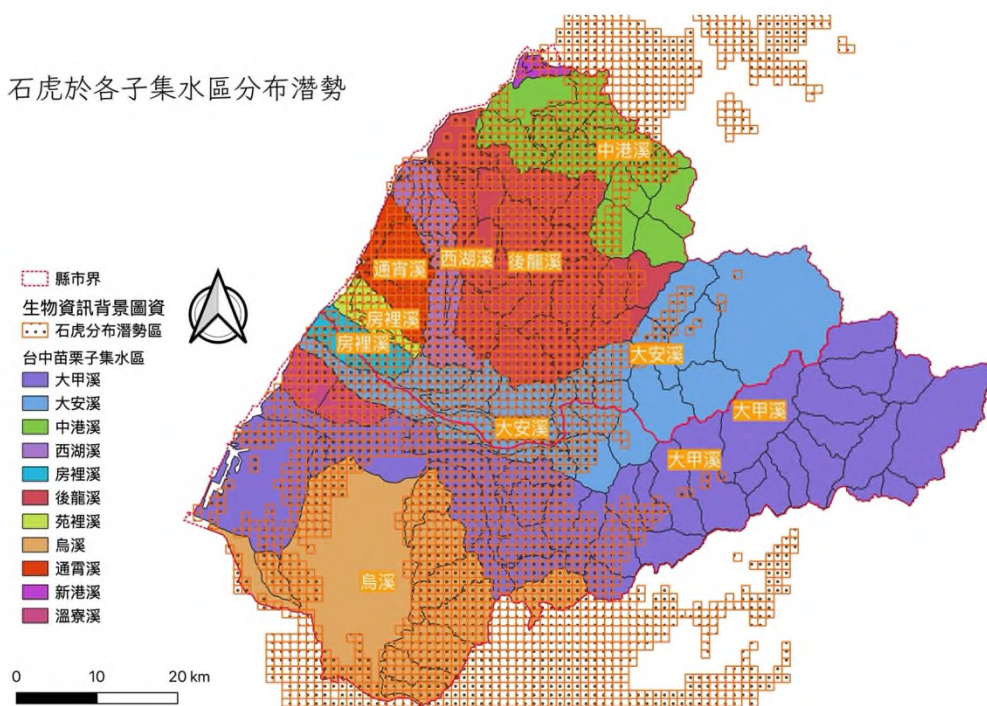 石虎於各子集水區分布潛勢
中港溪
西湖溪
後龍溪
通宵溪
房裡溪
房裡溪
大安溪
大安溪
大甲溪
大甲溪
烏溪
縣市界
生物資訊背景圖資
石虎分布潛勢區
台中苗栗子集水區
大甲溪
大安溪
中港溪
西湖溪
房裡溪
後龍溪
苑裡溪
烏溪
通霄溪
新港溪
溫寮溪
0 10 20 km